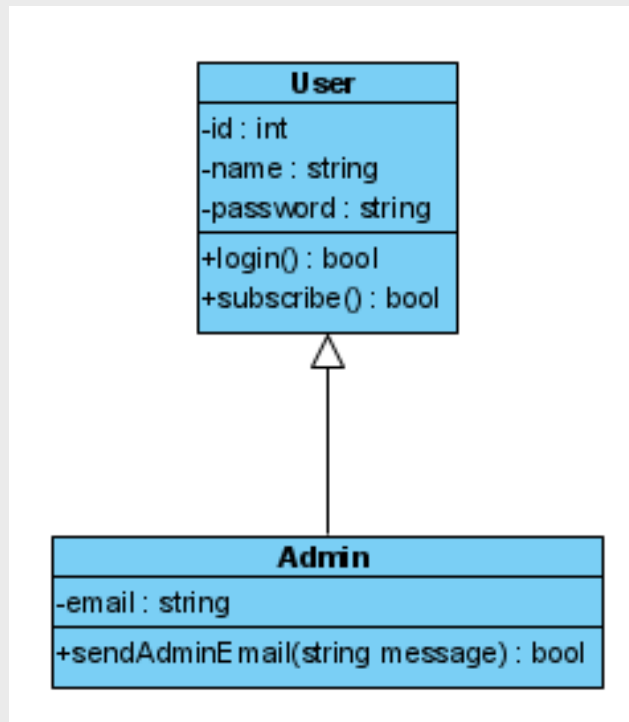 User
-id : int
-name : string
-password : string
+login() : bool
+subscribe() : bool
Admin
-email : string
+sendAdminEmail(string message) : bool